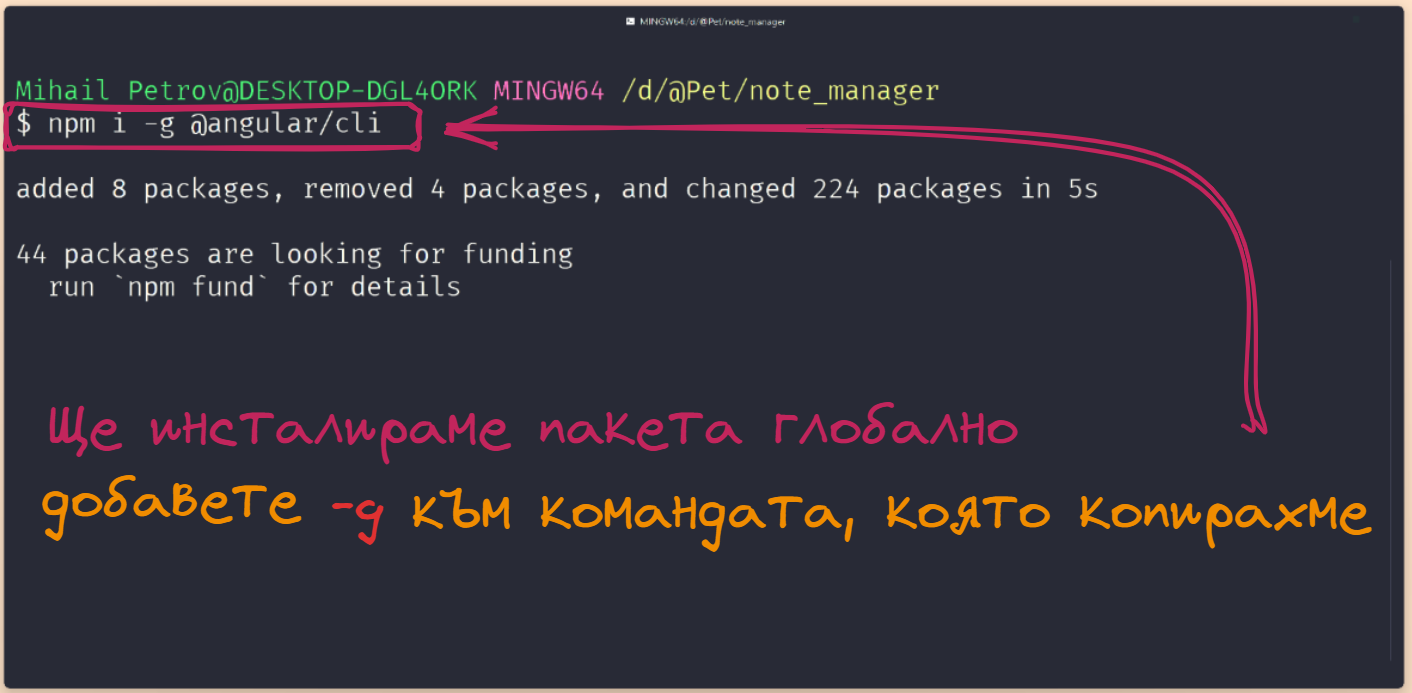 MINGW64:/d/@Pet/note_manager
Mihail Petrov@DESKTOP-DGL4ORK MINGW64 /d/@Pet/note_manager
$ npm i -g @angular/cli
added 8 packages, removed 4 packages, and changed 224 packages in 5s
44 packages are looking for funding
run `npm fund` for details
Ще инсталираме пакета глобално
добавете -g към командата, която копирахме